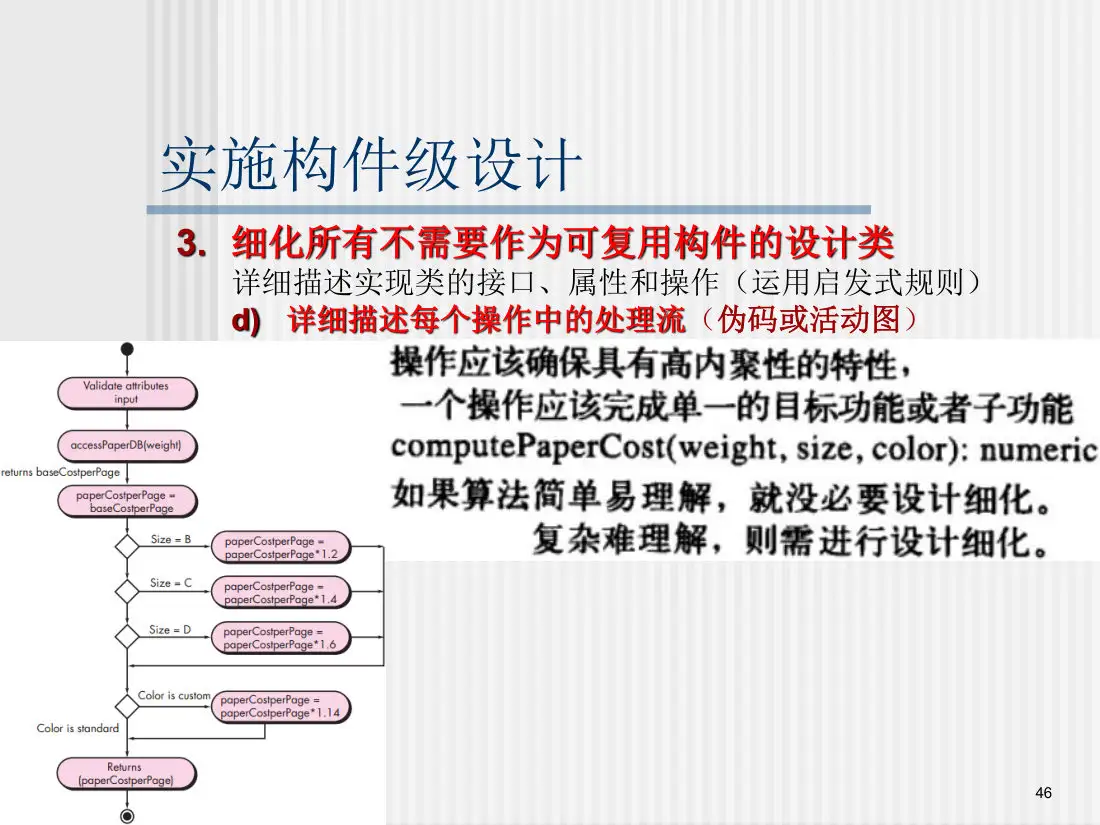 实施构件级设计
3. 细化所有不需要作为可复用构件的设计类
详细描述实现类的接口、属性和操作（运用启发式规则）
d) 详细描述每个操作中的处理流（伪码或活动图）
操作应该确保具有高内聚性的特性，
一个操作应该完成单一的目标功能或者子功能
computePaperCost(weight, size, color): numeric
如果算法简单易理解，就没必要设计细化。
复杂难理解，则需进行设计细化。
Validate attributes
input
accessPaperDB(weight)
returns baseCostperPage
paperCostperPage =
baseCostperPage
Size = B
paperCostperPage =
paperCostperPage*1.2
Size = C
paperCostperPage =
paperCostperPage*1.4
Size = D
paperCostperPage =
paperCostperPage*1.6
Color is custom
paperCostperPage =
paperCostperPage*1.14
Color is standard
Returns
(paperCostperPage)
46